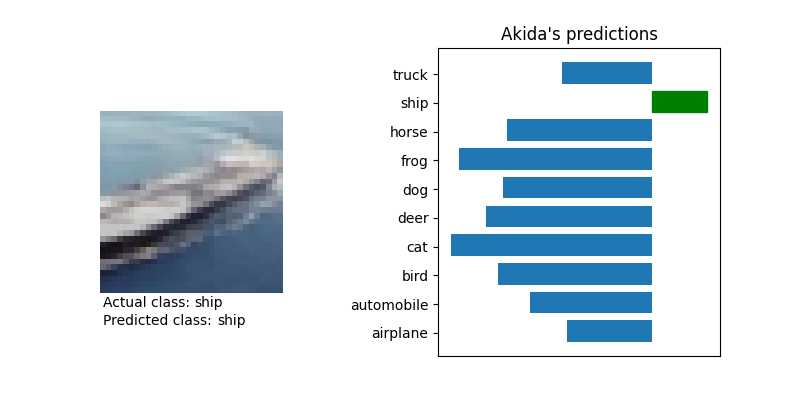 Akida's predictions
truck
ship
horse
frog
dog
deer
cat
bird
automobile
airplane
Actual class: ship
Predicted class: ship